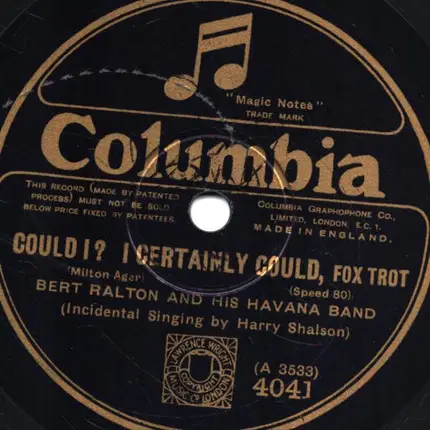 "Magic Notes"
TRADE MARK
Columbia
THIS RECORD (MADE BY PATENTED
PROCESS) MUST NOT BE SOLD
BELOW PRICE FIXED BY PATENTEES.
COLUMBIA GRAPHOPHONE CO.,
LIMITED, LONDON, E.C. 1.
MADE IN ENGLAND.
COULD I? I CERTAINLY COULD, FOX TROT
(Milton Ager)
(Speed 80)
BERT RALTON AND HIS HAVANA BAND
(Incidental Singing by Harry Shalson)
LAWRENCE WRIGHT
COPYRIGHT
MUSIC CO LONDON
(A 3533)
4041